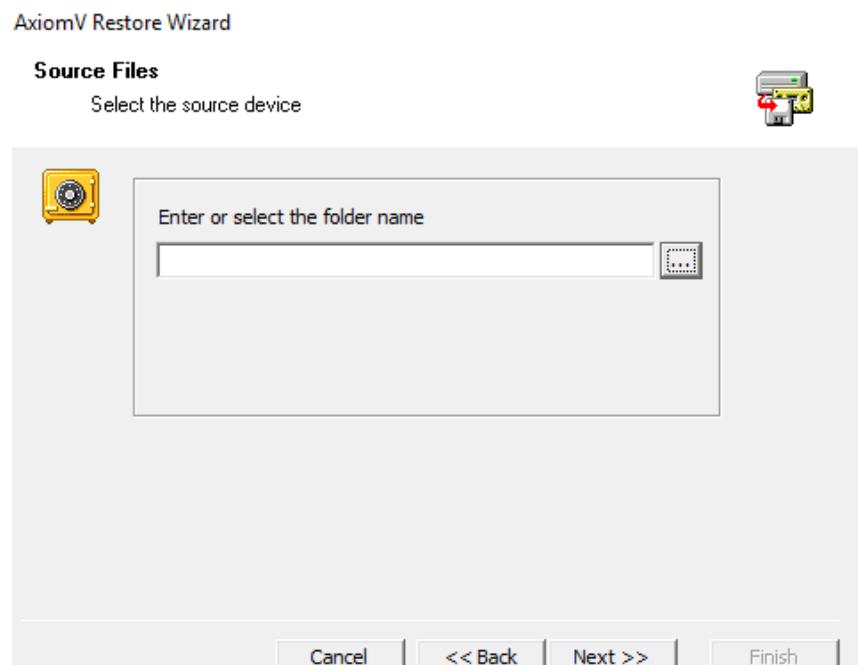 AxiomV Restore Wizard
Source Files
Select the source device
Enter or select the folder name
...
Cancel
<< Back
Next >>
Finish